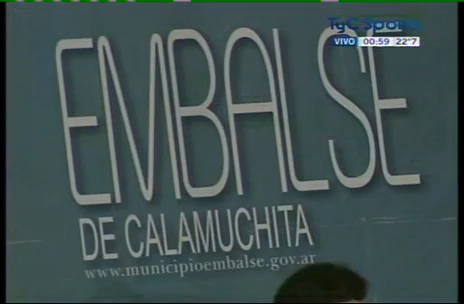 TyC Sports
VIVO 00:59 22°7
EMBALSE
DE CALAMUCHITA
www.municipioembalse.gov.ar